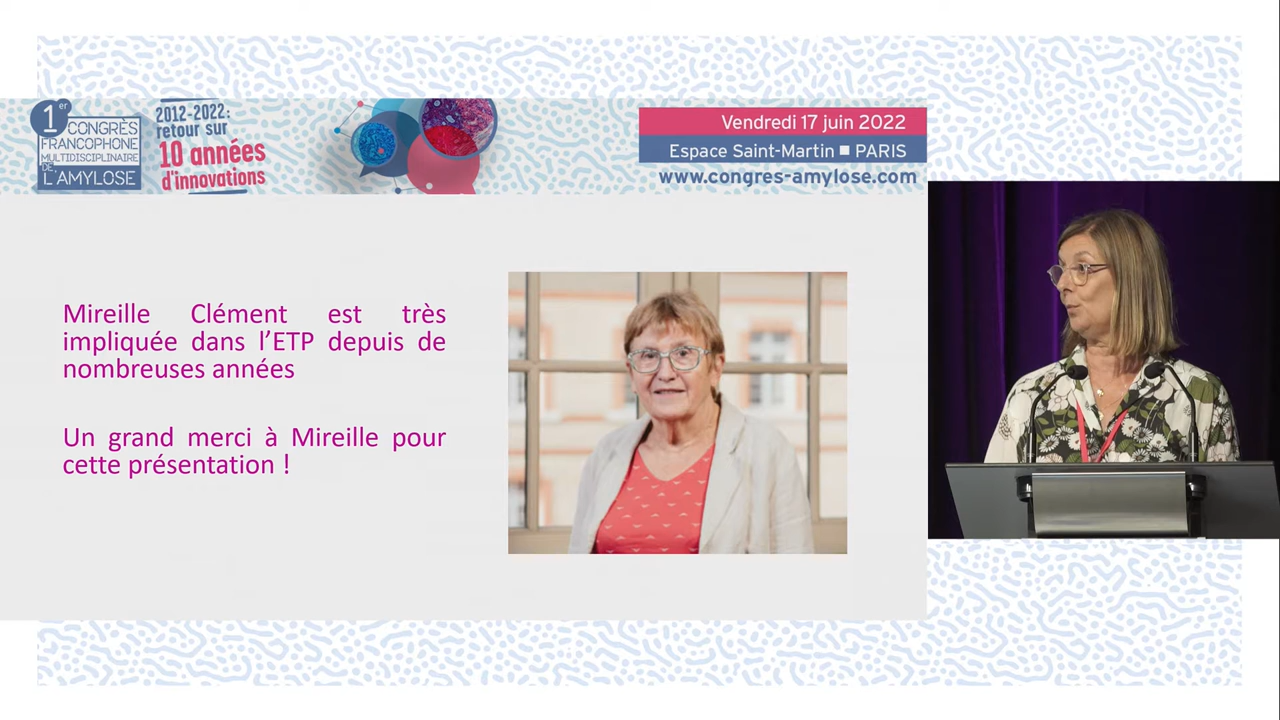 1er
CONGRÈS
FRANCOPHONE
MULTIDISCIPLINAIRE
DE
L'AMYLOSE
2012-2022:
retour sur
10 années
d'innovations
Vendredi 17 juin 2022
Espace Saint-Martin ■ PARIS
www.congres-amylose.com
Mireille Clément est très
impliquée dans l'ETP depuis de
nombreuses années
Un grand merci à Mireille pour
cette présentation !